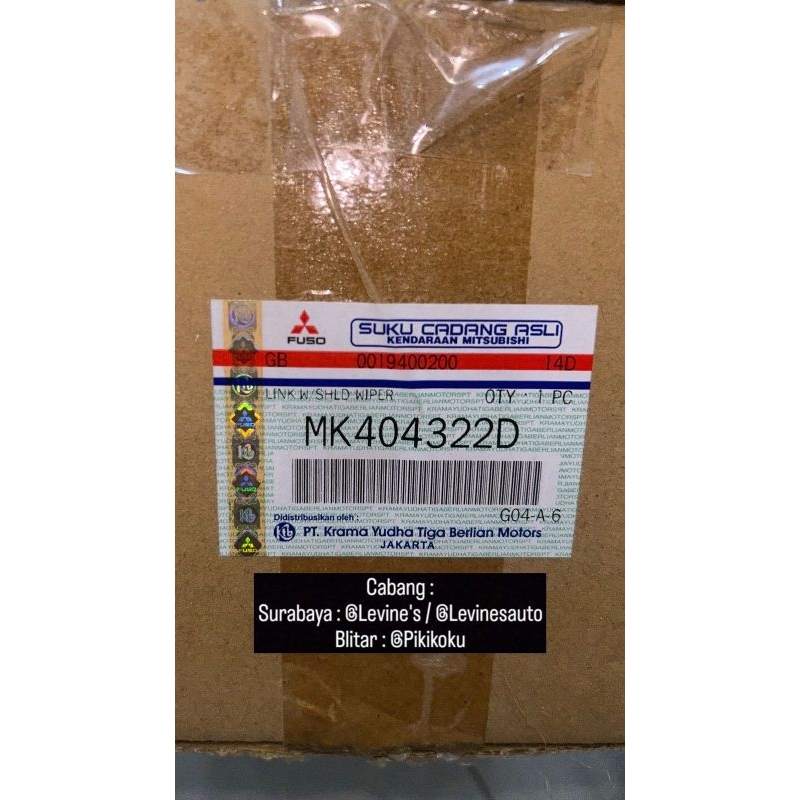 FUSO
SUKU CADANG ASLI
KENDARAAN MITSUBISHI
GB 0019400200 14D
LINK W/SHLD WIPER QTY : 1 PC
MK404322D
G04-A-6
Didistribusikan oleh :
PT. Krama Yudha Tiga Berlian Motors
JAKARTA
Cabang :
Surabaya : @Levine's / @Levinesauto
Blitar : @Pikikoku